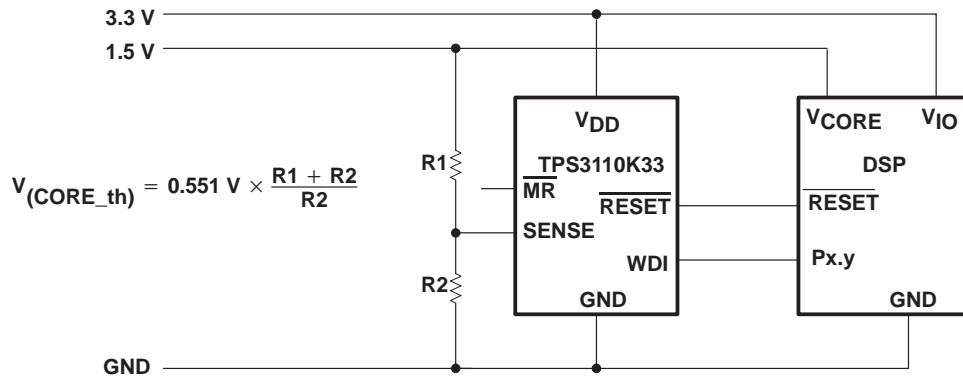 3.3 V
1.5 V
VDD
VCORE
VIO
R1
TPS3110K33
DSP
V(CORE_th) = 0.551 V × (R1 + R2) / R2
MR
RESET
RESET
SENSE
R2
WDI
Px.y
GND
GND
GND